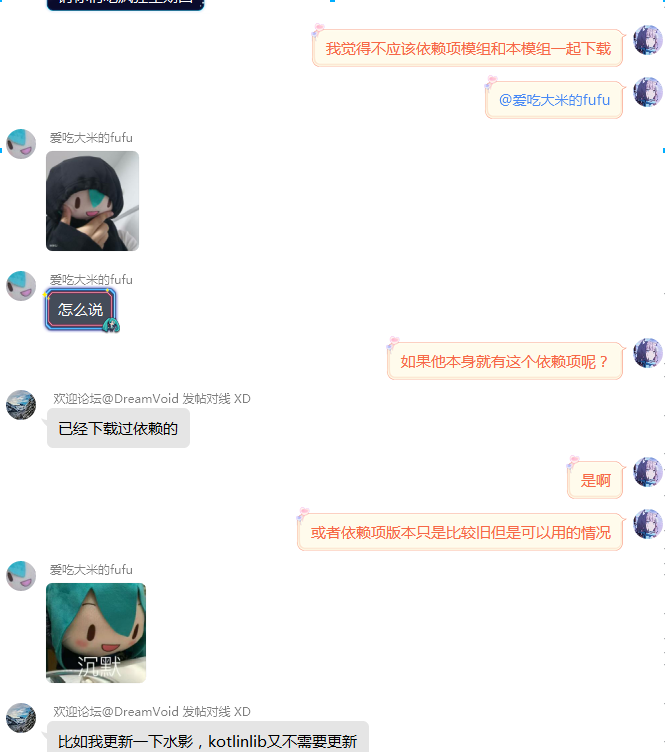 我觉得不应该依赖项模组和本模组一起下载
@爱吃大米的fufu
爱吃大米的fufu
爱吃大米的fufu
怎么说
如果他本身就有这个依赖项呢？
欢迎论坛@DreamVoid 发帖对线 XD
已经下载过依赖的
是啊
或者依赖项版本只是比较旧但是可以用的情况
爱吃大米的fufu
沉默
欢迎论坛@DreamVoid 发帖对线 XD
比如我更新一下水影，kotlinlib又不需要更新